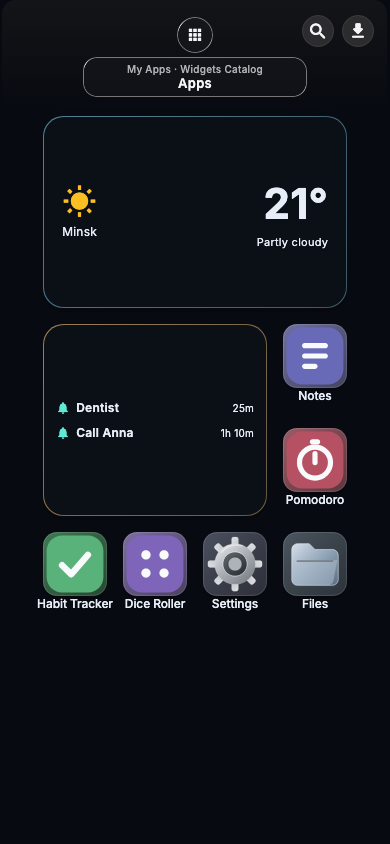 My Apps · Widgets Catalog
Apps
Minsk
21°
Partly cloudy
Dentist 25m
Call Anna 1h 10m
Notes
Pomodoro
Habit Tracker Dice Roller Settings Files